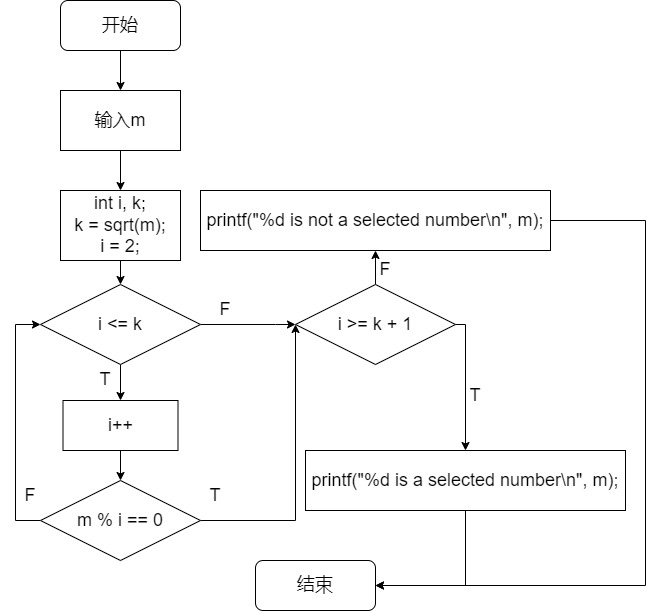 开始
输入m
int i, k;
k = sqrt(m);
i = 2;
printf("%d is not a selected number\n", m);
F
i <= k
F
i >= k + 1
T
i++
T
F
m % i == 0
T
printf("%d is a selected number\n", m);
结束